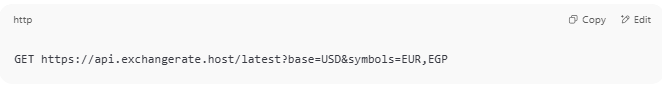 http
Copy
Edit
GET https://api.exchangerate.host/latest?base=USD&symbols=EUR,EGP